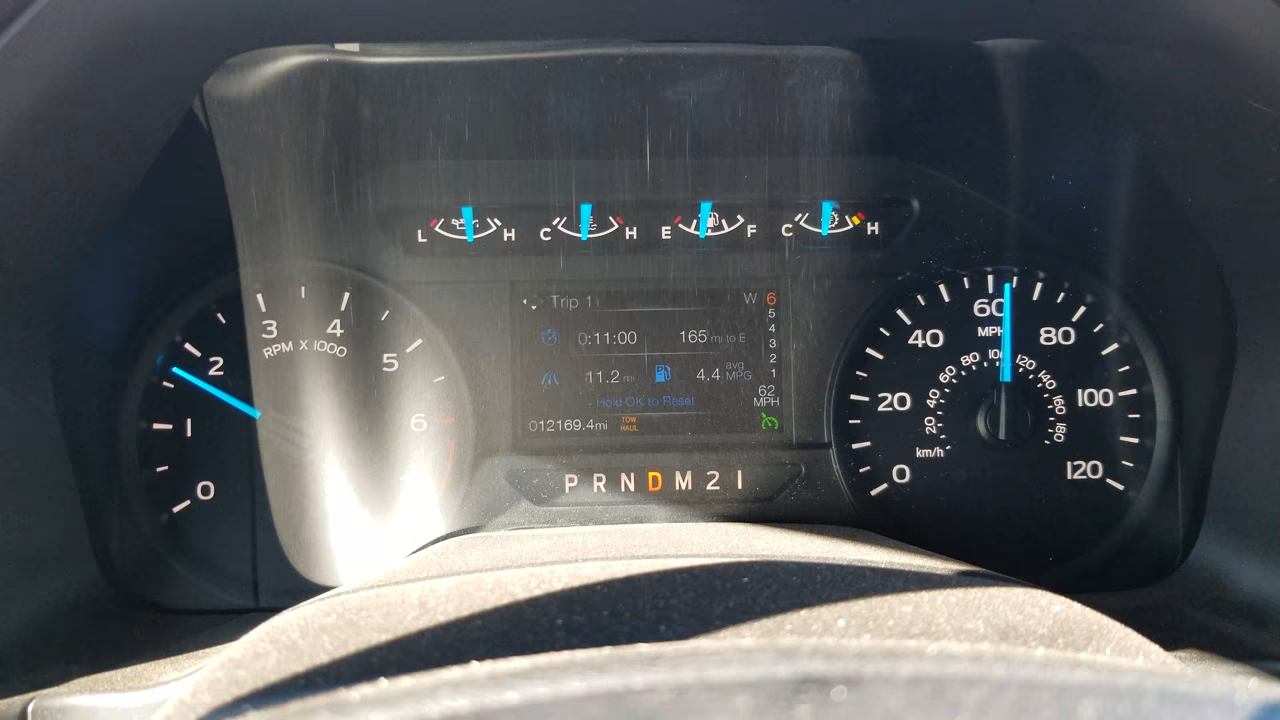 L H C H E F C H
Trip 1 W 6
5
4
3
2
1
0:11:00 165 mi to E
11.2 mi 4.4 avg MPG
62
MPH
Hold OK to Reset
012169.4mi TOW HAUL
P R N D M 2 1
0 1 2 3 4 5 6
RPM X 1000
0 20 40 60 80 100 120
MPH
20 40 60 80 100 120 140 160 180
km/h